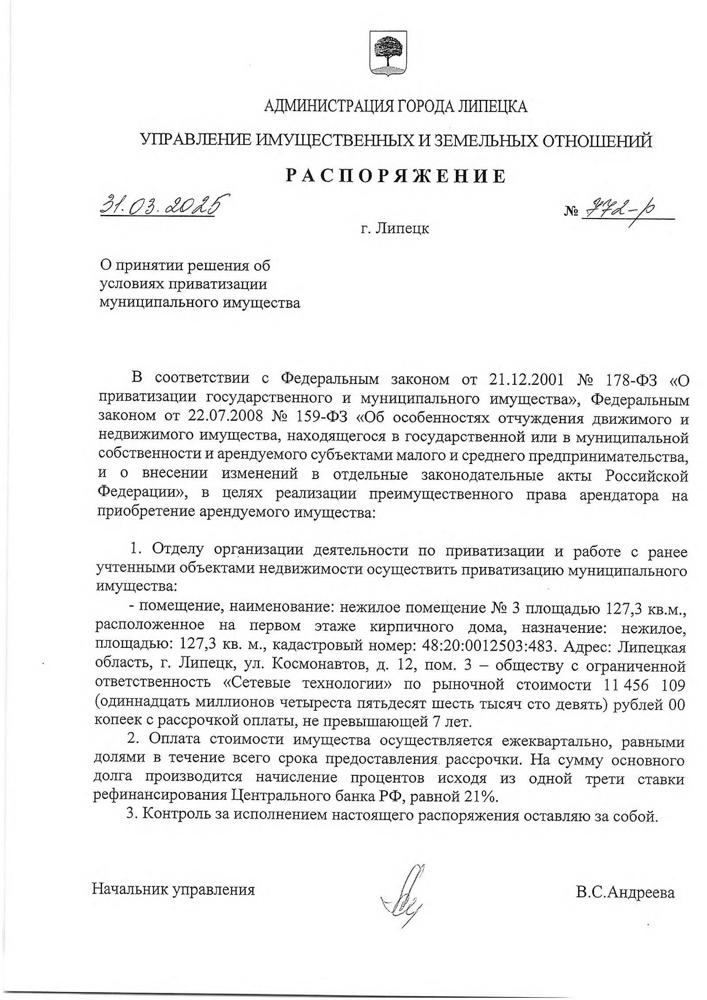 АДМИНИСТРАЦИЯ ГОРОДА ЛИПЕЦКА
УПРАВЛЕНИЕ ИМУЩЕСТВЕННЫХ И ЗЕМЕЛЬНЫХ ОТНОШЕНИЙ
РАСПОРЯЖЕНИЕ
31.03.2025 № 772-р
г. Липецк
О принятии решения об
условиях приватизации
муниципального имущества
В соответствии с Федеральным законом от 21.12.2001 № 178-ФЗ «О
приватизации государственного и муниципального имущества», Федеральным
законом от 22.07.2008 № 159-ФЗ «Об особенностях отчуждения движимого и
недвижимого имущества, находящегося в государственной или в муниципальной
собственности и арендуемого субъектами малого и среднего предпринимательства,
и о внесении изменений в отдельные законодательные акты Российской
Федерации», в целях реализации преимущественного права арендатора на
приобретение арендуемого имущества:
1. Отделу организации деятельности по приватизации и работе с ранее
учтенными объектами недвижимости осуществить приватизацию муниципального
имущества:
- помещение, наименование: нежилое помещение № 3 площадью 127,3 кв.м.,
расположенное на первом этаже кирпичного дома, назначение: нежилое,
площадью: 127,3 кв. м., кадастровый номер: 48:20:0012503:483. Адрес: Липецкая
область, г. Липецк, ул. Космонавтов, д. 12, пом. 3 – обществу с ограниченной
ответственность «Сетевые технологии» по рыночной стоимости 11 456 109
(одиннадцать миллионов четыреста пятьдесят шесть тысяч сто девять) рублей 00
копеек с рассрочкой оплаты, не превышающей 7 лет.
2. Оплата стоимости имущества осуществляется ежеквартально, равными
долями в течение всего срока предоставления рассрочки. На сумму основного
долга производится начисление процентов исходя из одной трети ставки
рефинансирования Центрального банка РФ, равной 21%.
3. Контроль за исполнением настоящего распоряжения оставляю за собой.
Начальник управления В.С.Андреева